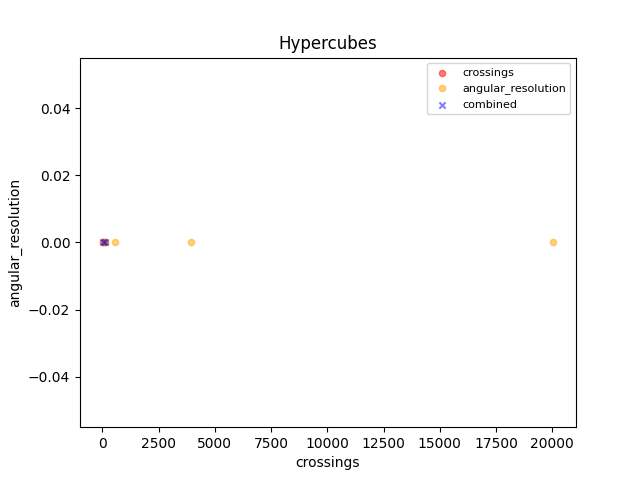 Hypercubes
crossings
angular_resolution
combined
0.04
0.02
0.00
−0.02
−0.04
angular_resolution
0 2500 5000 7500 10000 12500 15000 17500 20000
crossings